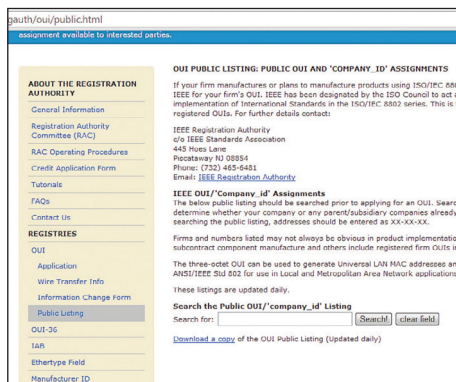 gauth/oui/public.html
assignment available to interested parties.
ABOUT THE REGISTRATION
AUTHORITY
General Information
Registration Authority
Committee (RAC)
RAC Operating Procedures
Credit Application Form
Tutorials
FAQs
Contact Us
REGISTRIES
OUI
Application
Wire Transfer Info
Information Change Form
Public Listing
OUI-36
IAB
Ethertype Field
Manufacturer ID
OUI PUBLIC LISTING: PUBLIC OUI AND 'COMPANY_ID' ASSIGNMENTS
If your firm manufactures or plans to manufacture products using ISO/IEC 880
IEEE for your firm's OUI. IEEE has been designated by the ISO Council to act a
implementation of International Standards in the ISO/IEC 8802 series. This is
registered OUIs. For further details contact:
IEEE Registration Authority
c/o IEEE Standards Association
445 Hoes Lane
Piscataway NJ 08854
Phone: (732) 465-6481
Email: IEEE Registration Authority
IEEE OUI/'Company_id' Assignments
The below public listing should be searched prior to applying for an OUI. Searc
determine whether your company or any parent/subsidiary companies already
searching the public listing, addresses should be entered as XX-XX-XX.
Firms and numbers listed may not always be obvious in product implementatio
subcontract component manufacture and others include registered firm OUIs i
The three-octet OUI can be used to generate Universal LAN MAC addresses an
ANSI/IEEE Std 802 for use in Local and Metropolitan Area Network applications
These listings are updated daily.
Search the Public OUI/'company_id' Listing
Search for: Search! clear field
Download a copy of the OUI Public Listing (Updated daily)